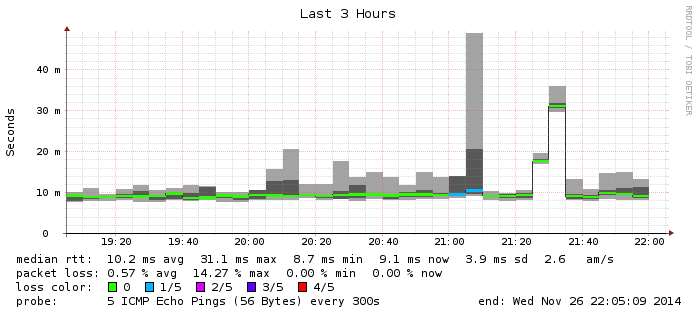 Last 3 Hours
RRDTOOL / TOBI OETIKER
Seconds
40 m
30 m
20 m
10 m
0
19:20 19:40 20:00 20:20 20:40 21:00 21:20 21:40 22:00
median rtt: 10.2 ms avg 31.1 ms max 8.7 ms min 9.1 ms now 3.9 ms sd 2.6 am/s
packet loss: 0.57 % avg 14.27 % max 0.00 % min 0.00 % now
loss color: 0 1/5 2/5 3/5 4/5
probe: 5 ICMP Echo Pings (56 Bytes) every 300s end: Wed Nov 26 22:05:09 2014